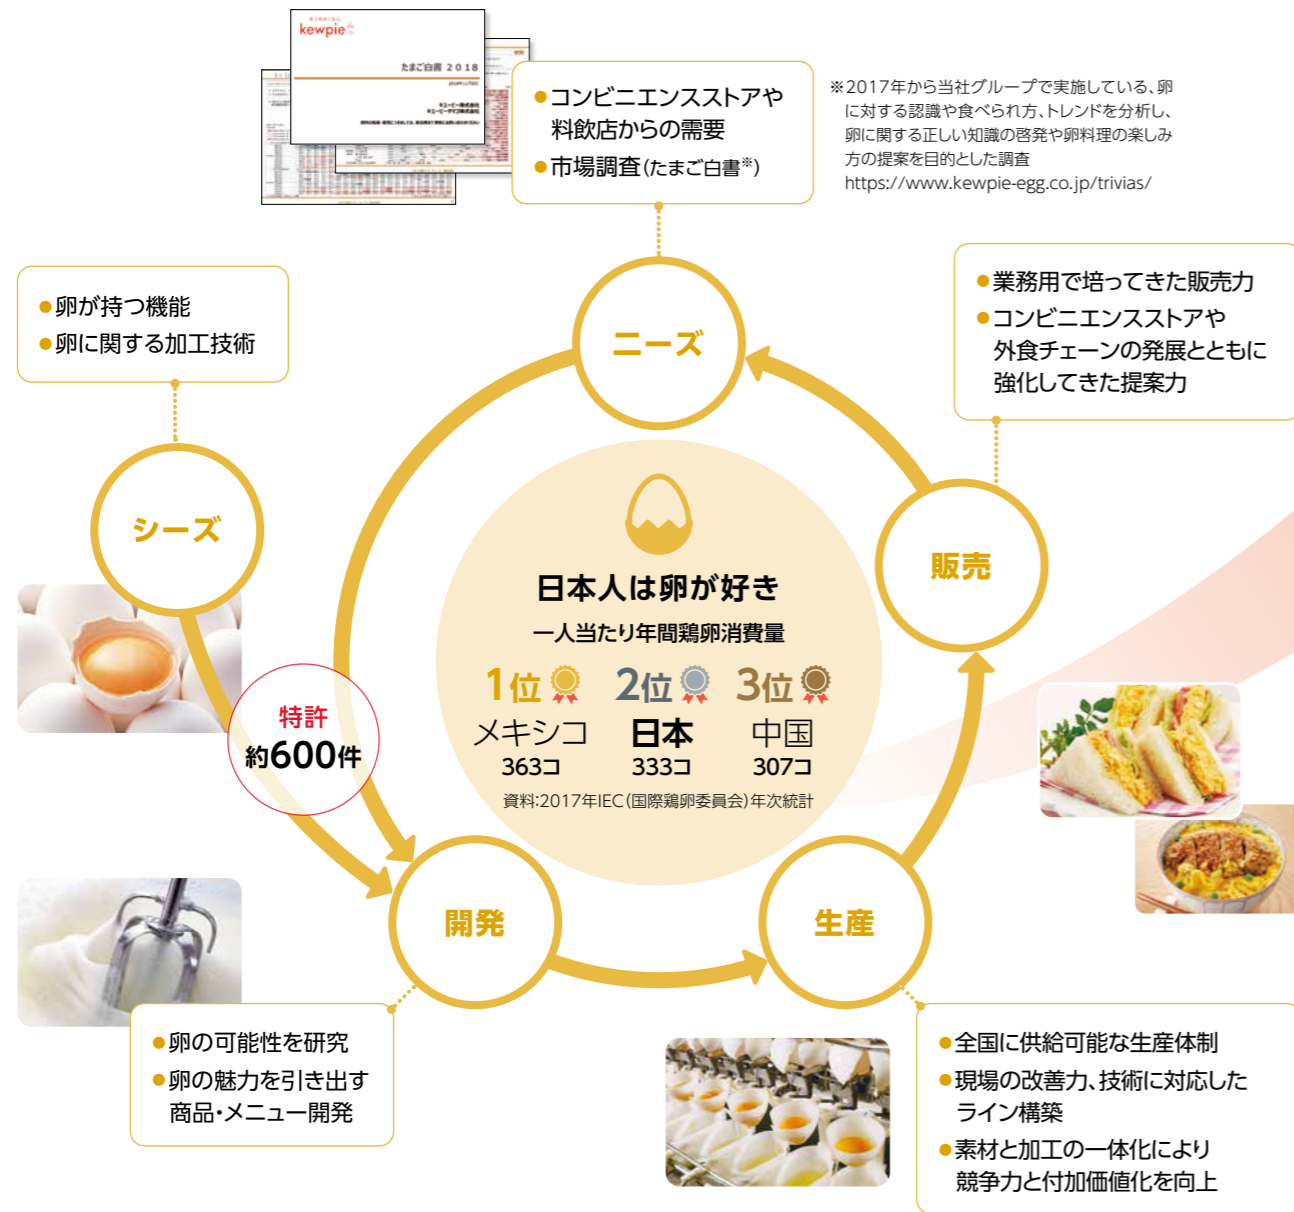 kewpie
たまご白書 2018
●コンビニエンスストアや
料飲店からの需要
●市場調査(たまご白書※)
※2017年から当社グループで実施している、卵
に対する認識や食べられ方、トレンドを分析し、
卵に関する正しい知識の啓発や卵料理の楽しみ
方の提案を目的とした調査
https://www.kewpie-egg.co.jp/trivias/
●卵が持つ機能
●卵に関する加工技術
●業務用で培ってきた販売力
●コンビニエンスストアや
外食チェーンの発展とともに
強化してきた提案力
ニーズ
シーズ
販売
日本人は卵が好き
一人当たり年間鶏卵消費量
1位 2位 3位
メキシコ 日本 中国
363コ 333コ 307コ
資料:2017年IEC(国際鶏卵委員会)年次統計
特許
約600件
開発
生産
●卵の可能性を研究
●卵の魅力を引き出す
商品・メニュー開発
●全国に供給可能な生産体制
●現場の改善力、技術に対応した
ライン構築
●素材と加工の一体化により
競争力と付加価値化を向上